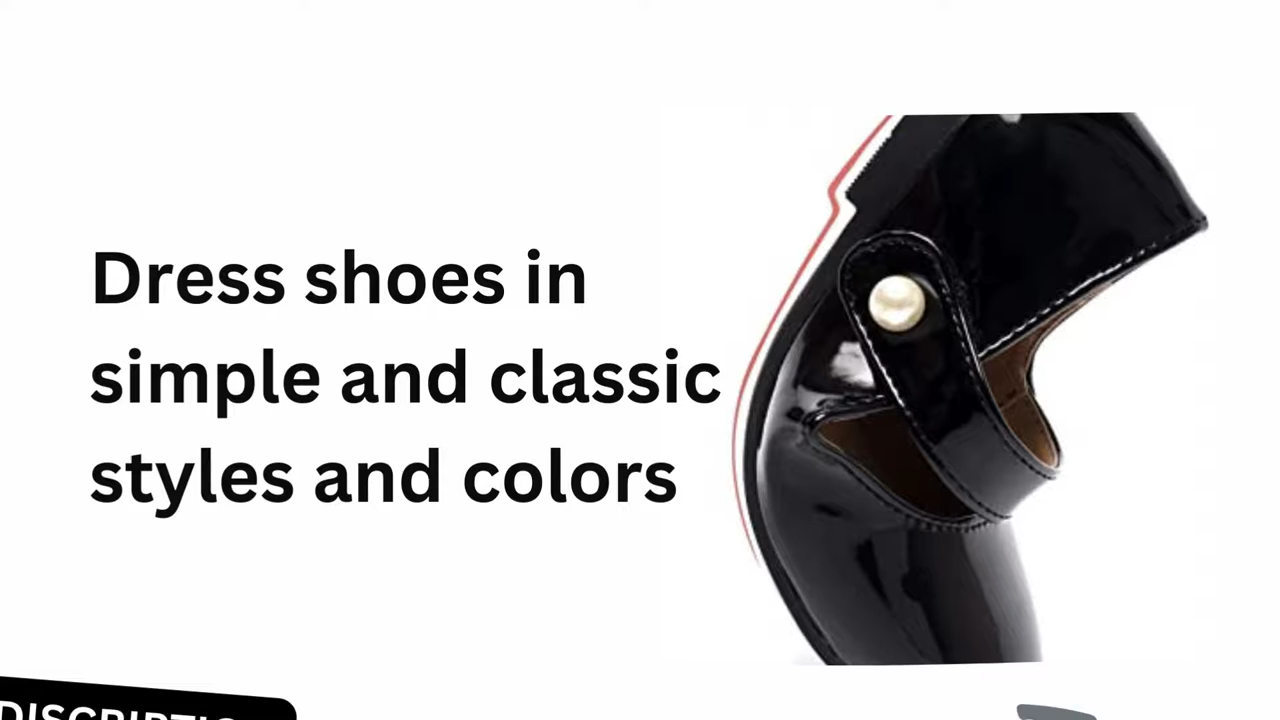 Dress shoes in
simple and classic
styles and colors